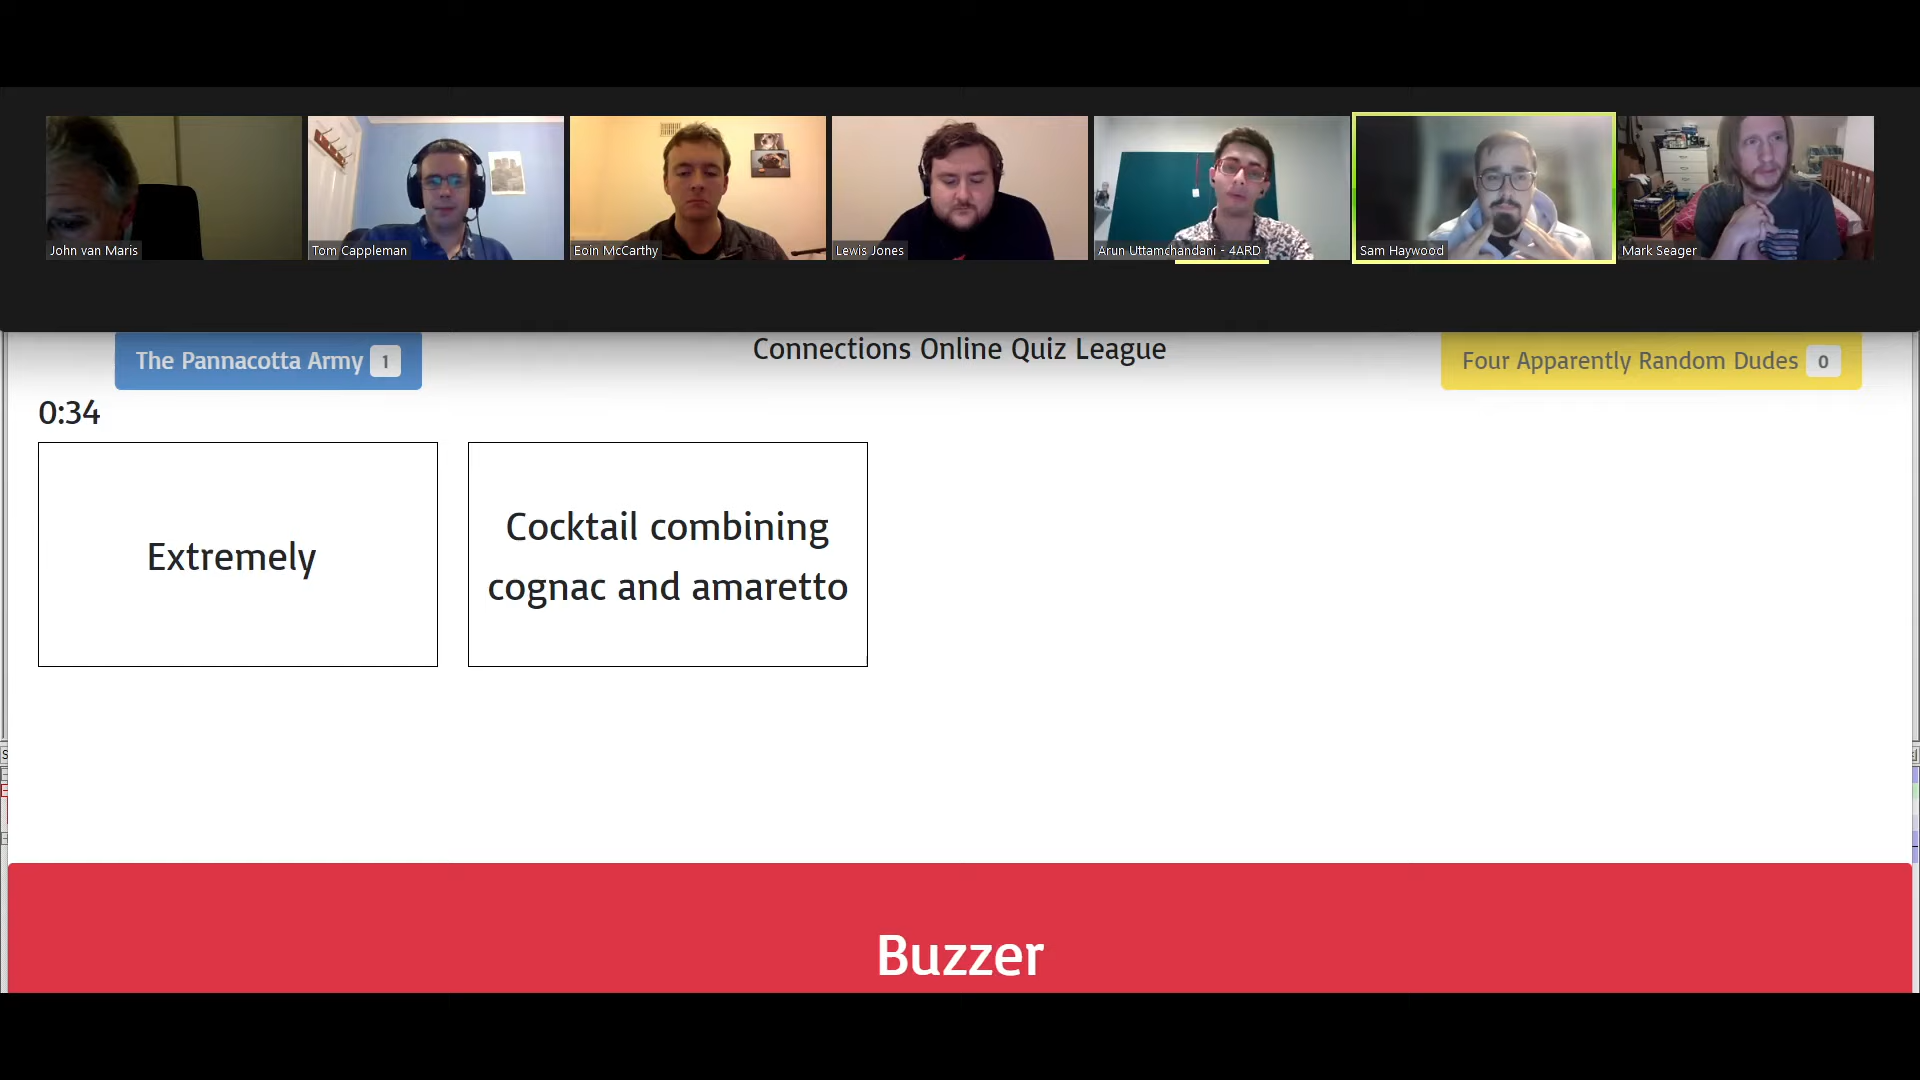 John van Maris
Tom Cappleman
Eoin McCarthy
Lewis Jones
Arun Uttamchandani - 4ARD
Sam Haywood
Mark Seager
The Pannacotta Army 1
Connections Online Quiz League
Four Apparently Random Dudes 0
0:34
Extremely
Cocktail combining
cognac and amaretto
Buzzer